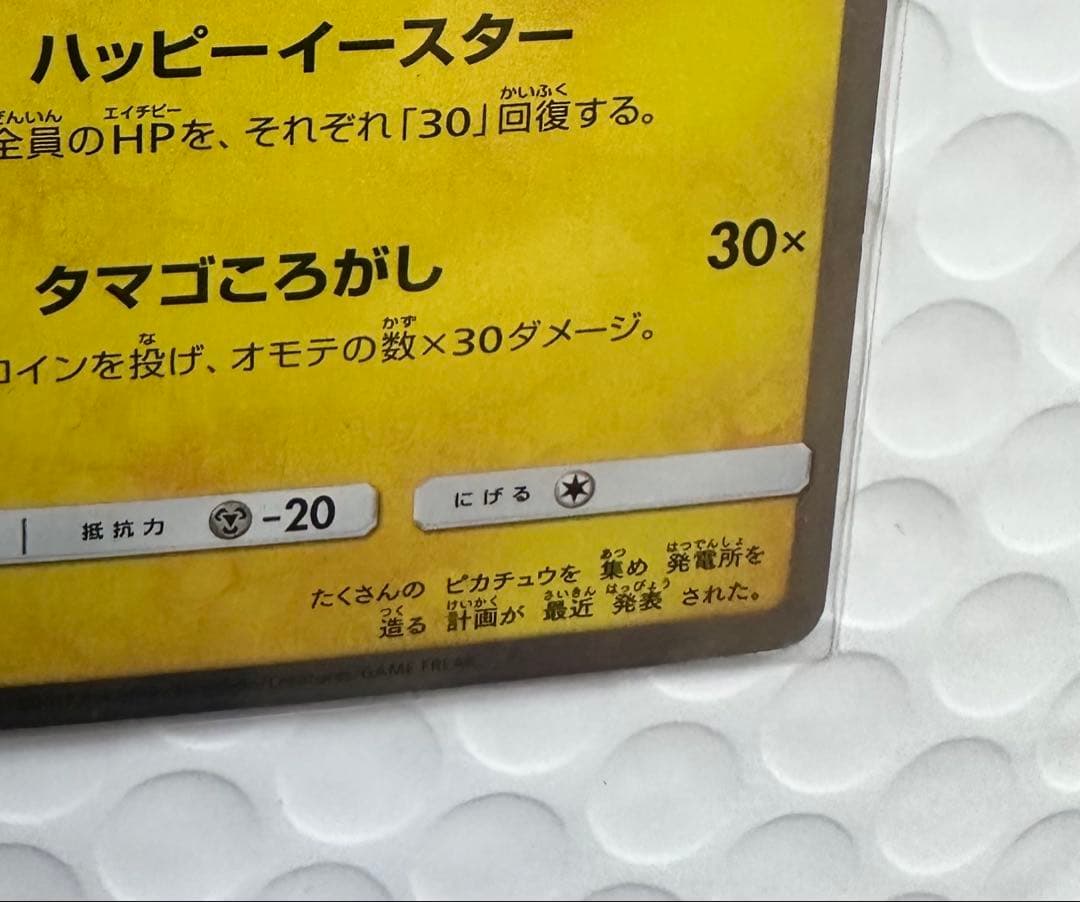 ハッピーイースター
全員のHPを、それぞれ「30」回復する。
タマゴころがし 30×
コインを投げ、オモテの数×30ダメージ。
抵抗力 -20 にげる
たくさんの ピカチュウを 集め 発電所を
造る 計画が 最近 発表 された。
/Creatures/GAME FREAK